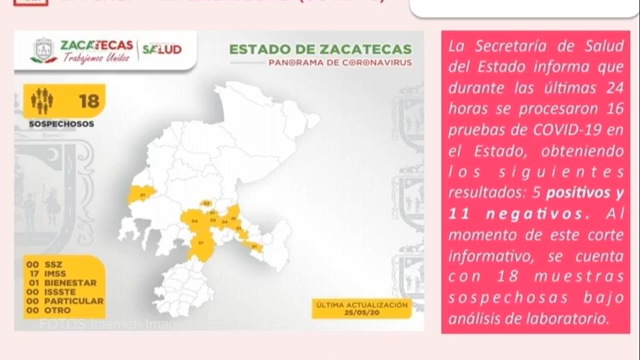 ZACATECAS
Trabajemos Unidos
SALUD
ESTADO DE ZACATECAS
PANORAMA DE CORONAVIRUS
18
SOSPECHOSOS
00 SSZ
17 IMSS
01 BIENESTAR
00 ISSSTE
00 PARTICULAR
00 OTRO
ÚLTIMA ACTUALIZACIÓN
25/05/20
La Secretaría de Salud
del Estado informa que
durante las últimas 24
horas se procesaron 16
pruebas de COVID-19 en
el Estado, obteniendo
los siguientes
resultados: 5 positivos y
11 negativos. Al
momento de este corte
informativo, se cuenta
con 18 muestras
sospechosas bajo
análisis de laboratorio.